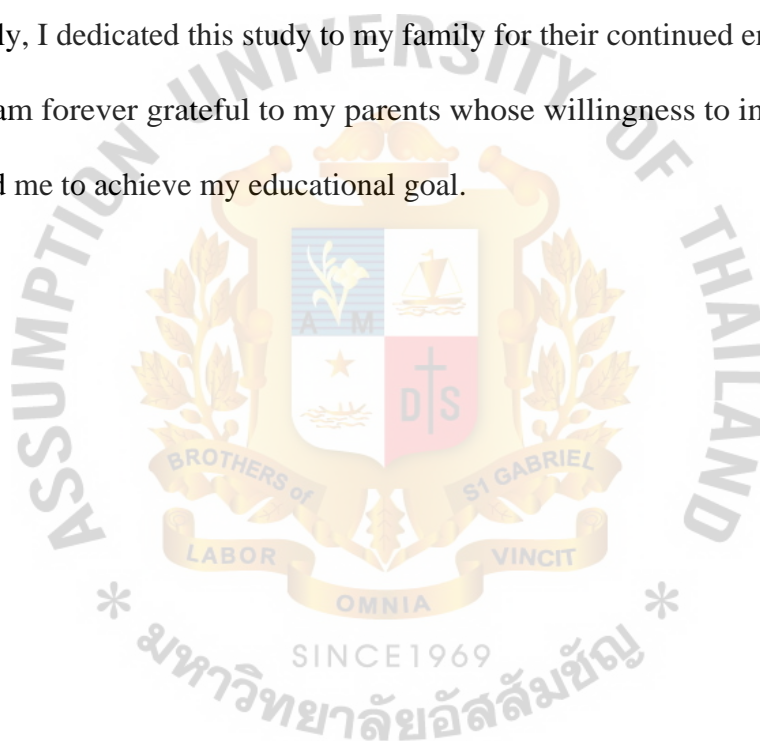 ly, I dedicated this study to my family for their continued en
am forever grateful to my parents whose willingness to in
d me to achieve my educational goal.
ASSUMPTION UNIVERSITY OF THAILAND
A M
D S
BROTHERS of ST GABRIEL
LABOR
OMNIA
VINCIT
SINCE1969
* มหาวิทยาลัยอัสสัมชัญ *